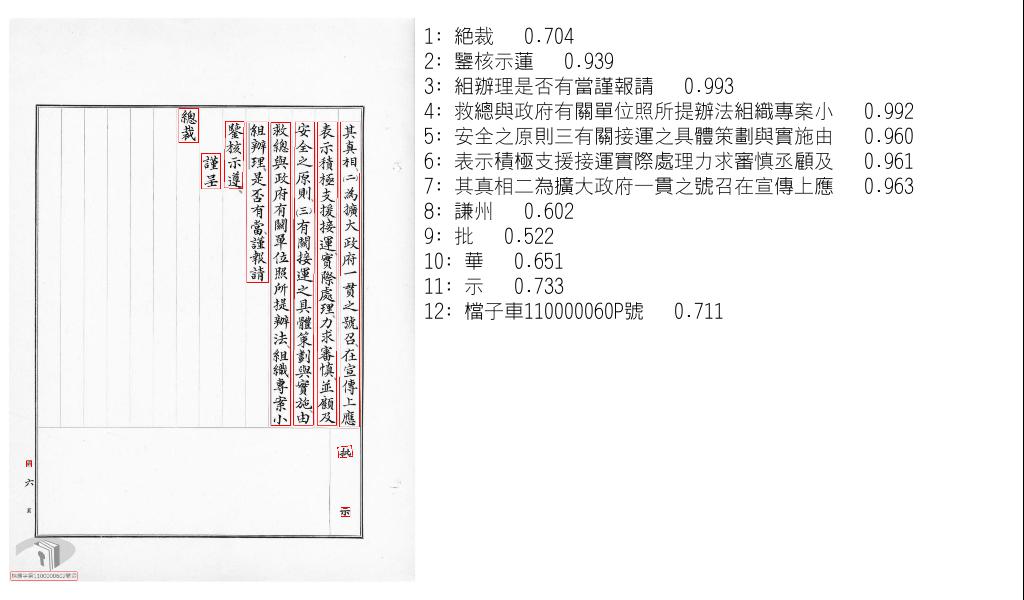 其真相㈡為擴大政府一貫之號召在宣傳上應
表示積極支援接運實際處理力求審慎並顧及
安全之原則㈢有關接運之具體策劃與實施由
救總與政府有關單位照所提辦法組織專案小
組辦理是否有當謹報請
鑒核示遵
謹呈
總裁
批
示
六
頁
1: 絶裁 0.704
2: 鑒核示蓮 0.939
3: 組辦理是否有當謹報請 0.993
4: 救總與政府有關單位照所提辦法組織專案小 0.992
5: 安全之原則三有關接運之具體策劃與實施由 0.960
6: 表示積極支援接運實際處理力求審慎丞顧及 0.961
7: 其真相二為擴大政府一貫之號召在宣傳上應 0.963
8: 謙州 0.602
9: 批 0.522
10: 華 0.651
11: 示 0.733
12: 檔子車110000060P號 0.711